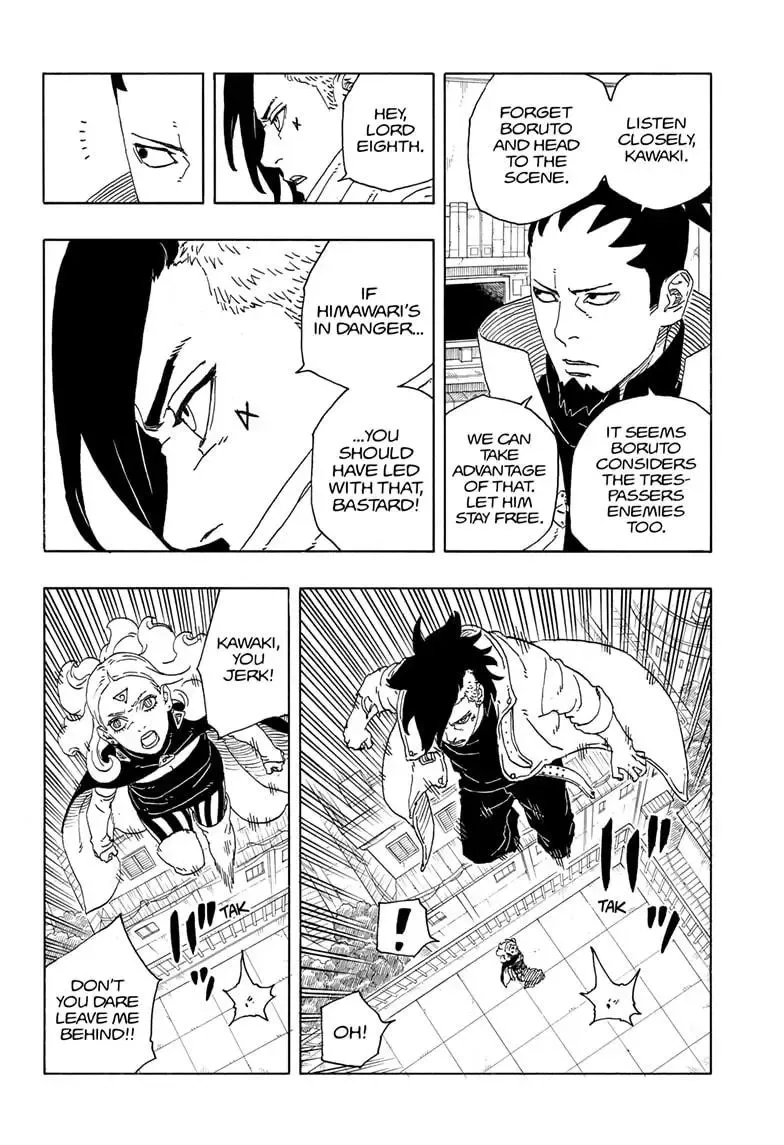 LISTEN
CLOSELY,
KAWAKI.
FORGET
BORUTO
AND HEAD
TO THE
SCENE.
IT SEEMS
BORUTO
CONSIDERS
THE TRES-
PASSERS
ENEMIES
TOO.
WE CAN
TAKE
ADVANTAGE
OF THAT.
LET HIM
STAY FREE.
HEY,
LORD
EIGHTH.
IF
HIMAWARI'S
IN DANGER...
...YOU
SHOULD
HAVE LED
WITH THAT,
BASTARD!
TAK
!
OH!
KAWAKI,
YOU
JERK!
TAK
DON'T
YOU DARE
LEAVE ME
BEHIND!!